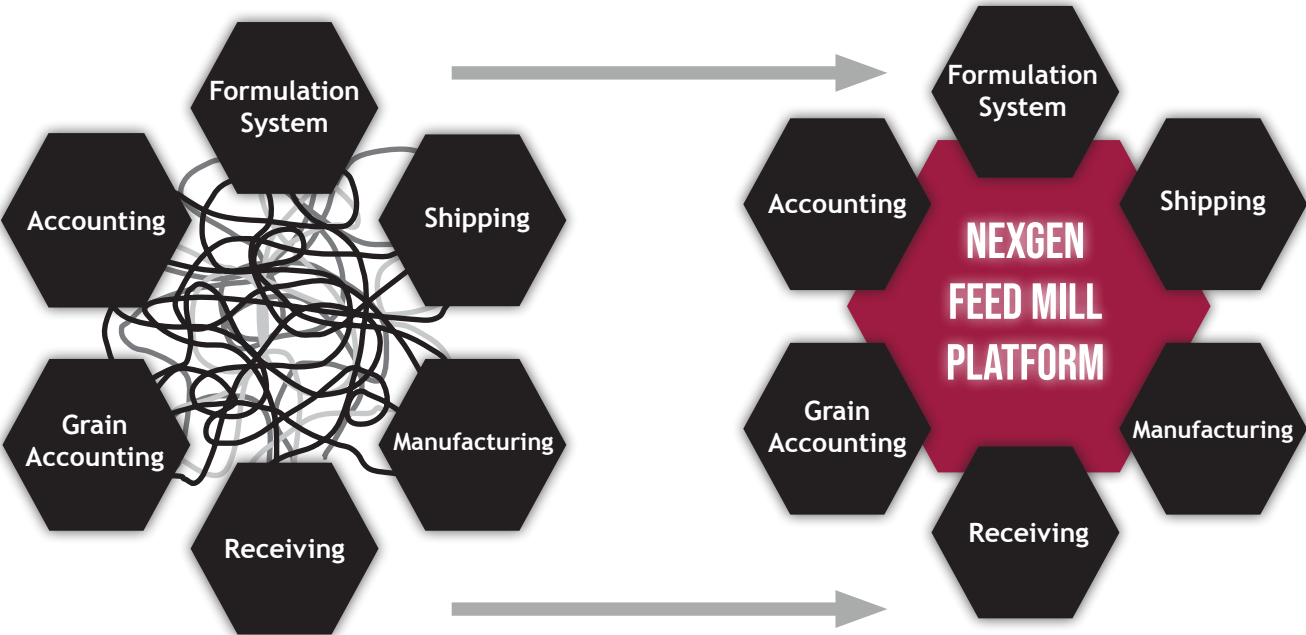 Formulation
System
Accounting
Shipping
Grain
Accounting
Manufacturing
Receiving
Formulation
System
Accounting
Shipping
NEXGEN
FEED MILL
PLATFORM
Grain
Accounting
Manufacturing
Receiving